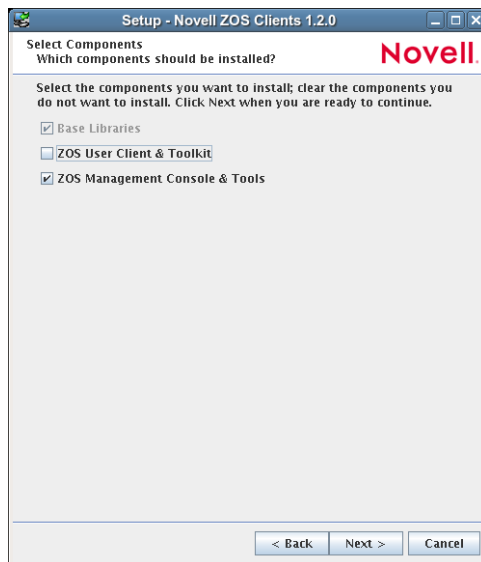 Setup - Novell ZOS Clients 1.2.0
Select Components
Which components should be installed?
Novell.
Select the components you want to install; clear the components you
do not want to install. Click Next when you are ready to continue.
Base Libraries
ZOS User Client & Toolkit
ZOS Management Console & Tools
< Back
Next >
Cancel